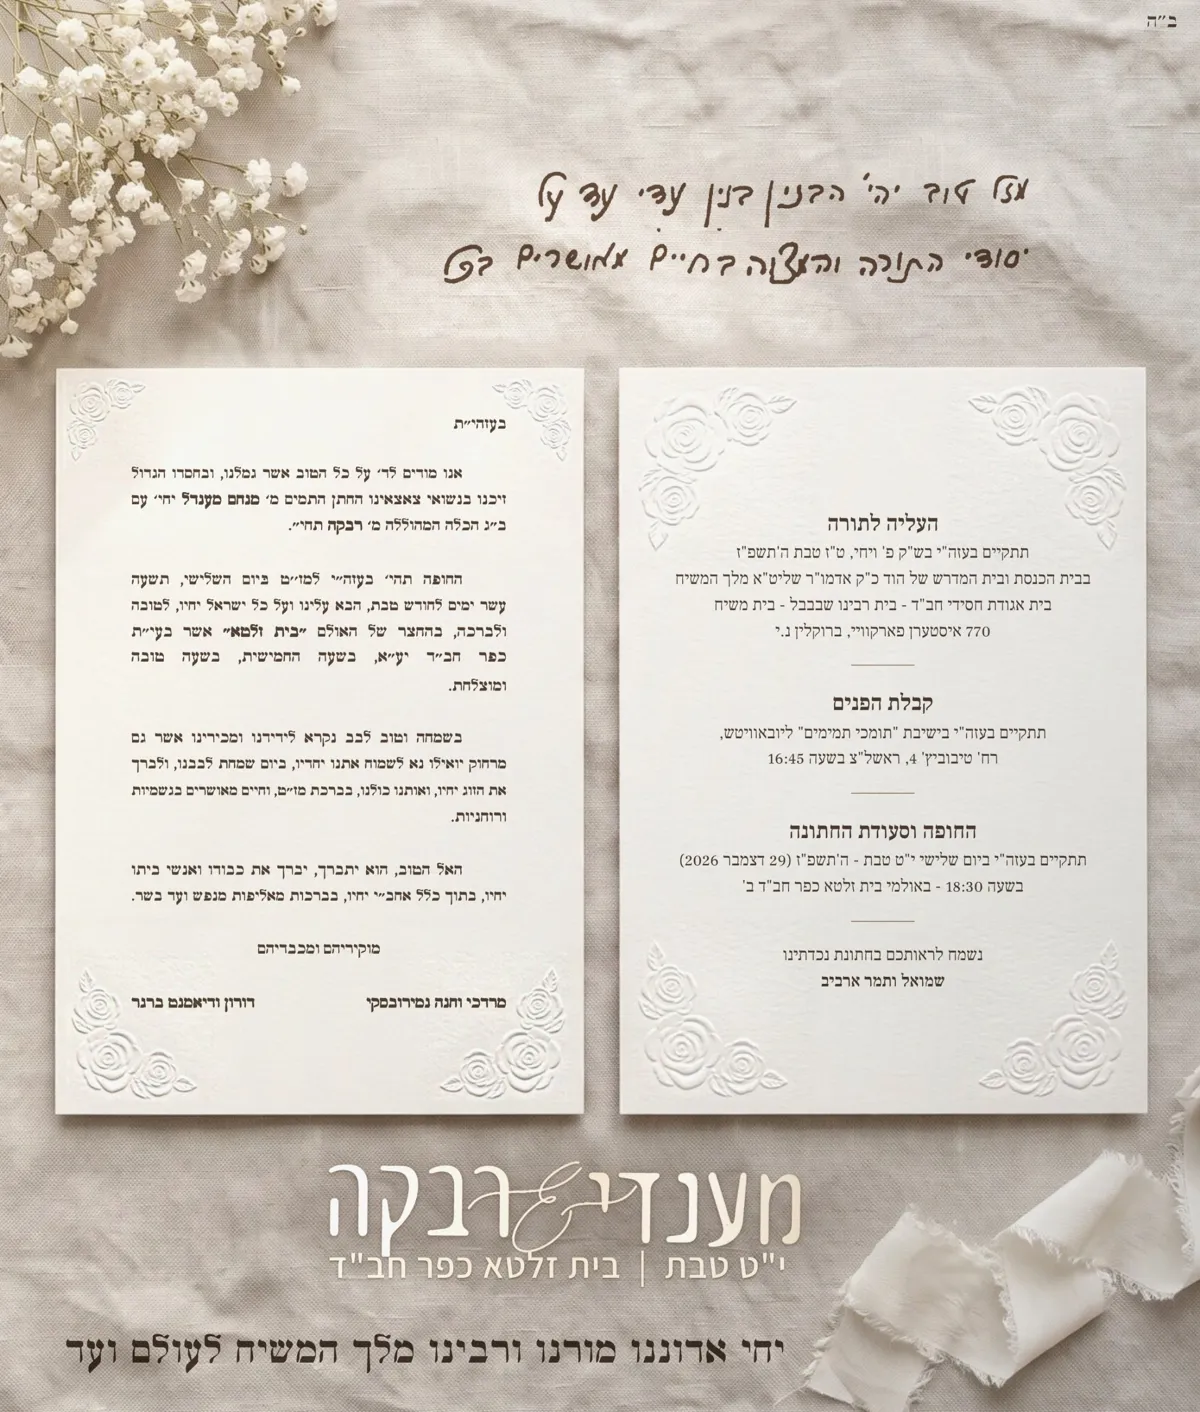 ב״ה
מזל טוב יהי' הבנין בנין עדי עד על
יסודי התורה והמצוה בחיים מאושרים בכל
בעזהי״ת
אנו מודים לד׳ על כל הטוב אשר גמלנו, ובחסדו הגדול
זיכנו בנשואי צאצאינו החתן התמים מ׳ מנחם מענדל יחי׳ עם
ב״ג הכלה המהוללה מ׳ רבקה תחי״.
החופה תהי׳ בעזה״י למז״ט ביום השלישי, תשעה
עשר ימים לחודש טבת, הבא עלינו ועל כל ישראל יחיו, לטובה
ולברכה, בהחצר של האולם ״בית זלטא״ אשר בעי״ת
כפר חב״ד יע״א, בשעה החמישית, בשעה טובה
ומוצלחת.
בשמחה וטוב לבב נקרא לידידנו ומכירינו אשר גם
מרחוק יואילו נא לשמוח אתנו יחדיו, ביום שמחת לבבנו, ולברך
את הזוג יחיו, ואותנו כולנו, בברכת מז״ט, וחיים מאושרים בגשמיות
ורוחניות.
האל הטוב, הוא יתברך, יברך את כבודו ואנשי ביתו
יחיו, בתוך כלל אחב״י יחיו, בברכות מאליפות מנפש ועד בשר.
מוקיריהם ומכבדיהם
מרדכי וחנה נמירובסקי דורון ודיאמנט ברגר
העליה לתורה
תתקיים בעזה"י בש"ק פ' ויחי, ט"ז טבת ה'תשפ"ז
בבית הכנסת ובית המדרש של הוד כ"ק אדמו"ר שליט"א מלך המשיח
בית אגודת חסידי חב"ד - בית רבינו שבבבל - בית משיח
770 איסטערן פארקוויי, ברוקלין נ.י
קבלת הפנים
תתקיים בעזה"י בישיבת "תומכי תמימים" ליובאוויטש,
רח' טיבוביץ' 4, ראשל"צ בשעה 16:45
החופה וסעודת החתונה
תתקיים בעזה"י ביום שלישי י"ט טבת - ה'תשפ"ז (29 דצמבר 2026)
בשעה 18:30 - באולמי בית זלטא כפר חב"ד ב'
נשמח לראותכם בחתונת נכדתינו
שמואל ותמר ארביב
מענדי & רבקה
י"ט טבת | בית זלטא כפר חב"ד
יחי אדוננו מורנו ורבינו מלך המשיח לעולם ועד